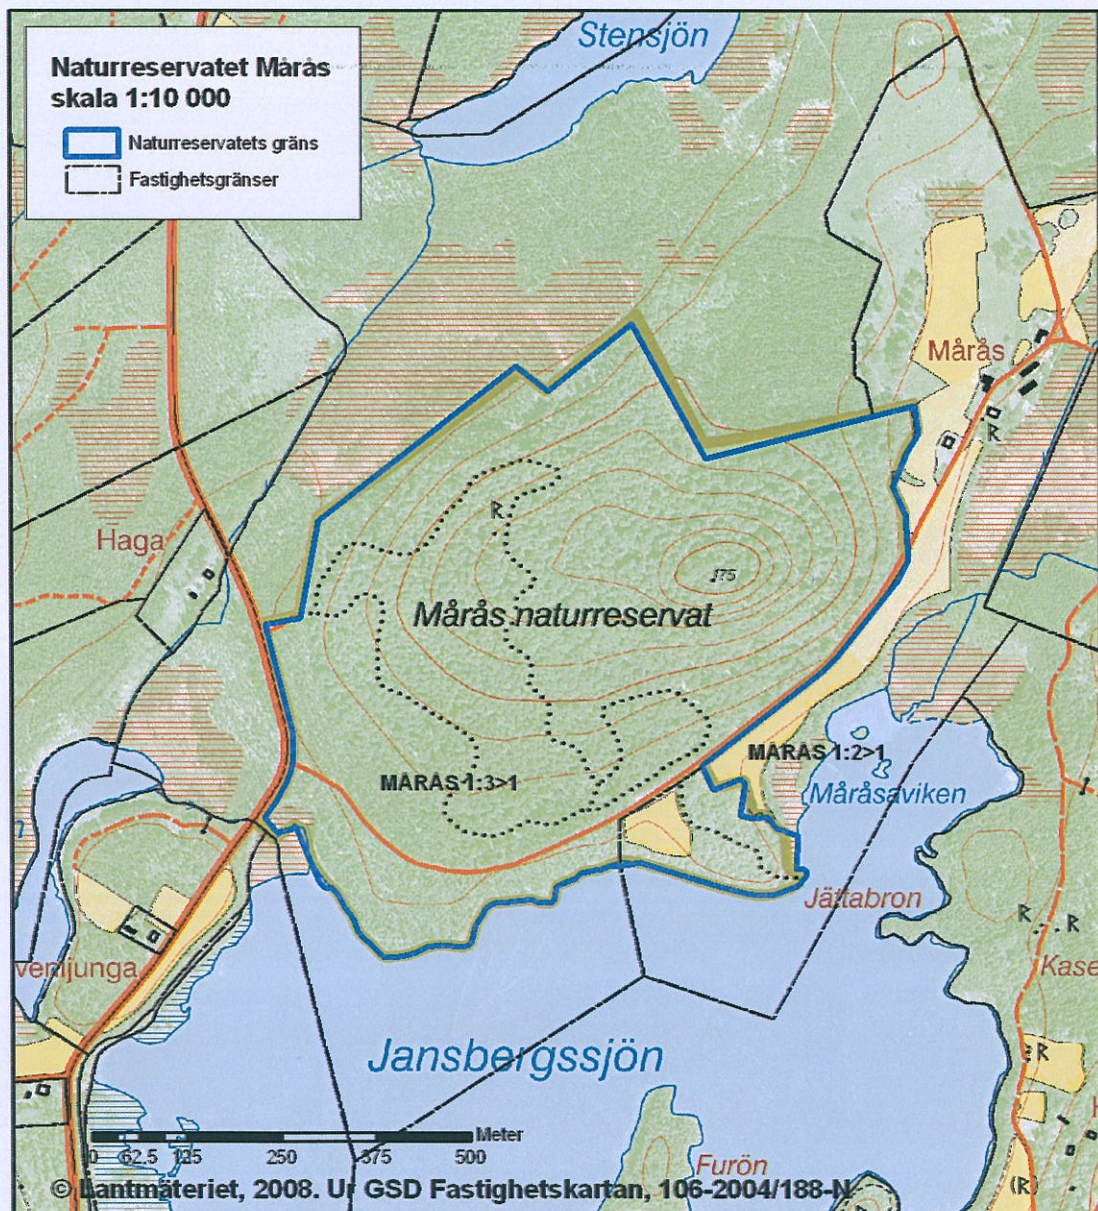 Naturreservatet Mårås
skala 1:10 000
Naturreservatets gräns
Fastighetsgränser
Stensjön
Mårås
R
Haga
R
175
Mårås naturreservat
MÅRÅS 1:2>1
MÅRÅS 1:3>1
Måråsaviken
n
Jättabron
R
R
venljunga
Kase
Jansbergssjön
R
Meter
0 62,5 125 250 375 500
Furön
(R)
© Lantmäteriet, 2008. Ur GSD Fastighetskartan, 106-2004/188-N